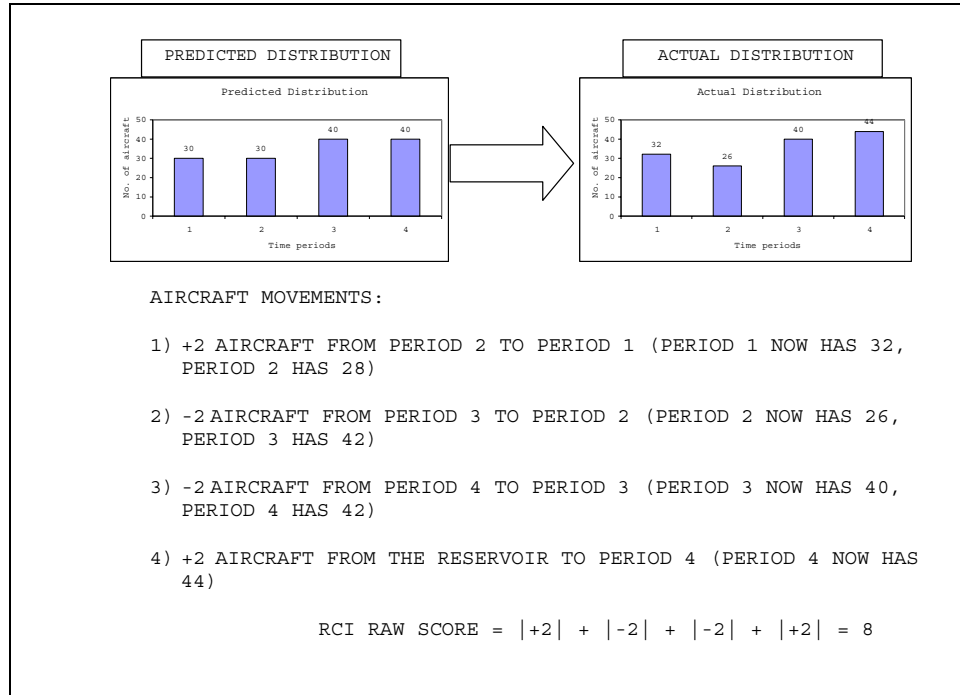 PREDICTED DISTRIBUTION
Predicted Distribution
No. of aircraft
50
40
30
20
10
0
30
30
40
40
1 2 3 4
Time periods
ACTUAL DISTRIBUTION
Actual Distribution
No. of aircraft
50
40
30
20
10
0
32
26
40
44
1 2 3 4
Time periods
AIRCRAFT MOVEMENTS:
1) +2 AIRCRAFT FROM PERIOD 2 TO PERIOD 1 (PERIOD 1 NOW HAS 32,
PERIOD 2 HAS 28)
2) -2 AIRCRAFT FROM PERIOD 3 TO PERIOD 2 (PERIOD 2 NOW HAS 26,
PERIOD 3 HAS 42)
3) -2 AIRCRAFT FROM PERIOD 4 TO PERIOD 3 (PERIOD 3 NOW HAS 40,
PERIOD 4 HAS 42)
4) +2 AIRCRAFT FROM THE RESERVOIR TO PERIOD 4 (PERIOD 4 NOW HAS
44)
RCI RAW SCORE = |+2| + |-2| + |-2| + |+2| = 8